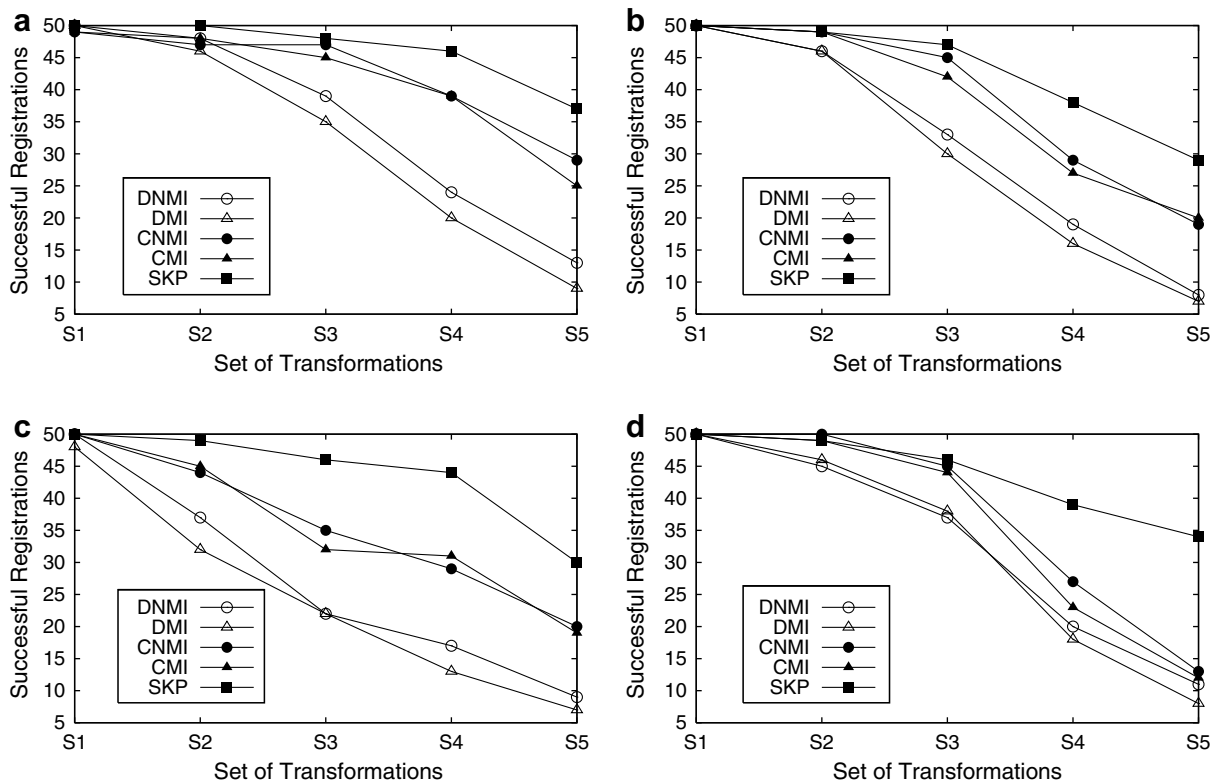 a
50
45
40
35
30
25
20
15
10
5
Successful Registrations
DNMI
DMI
CNMI
CMI
SKP
S1 S2 S3 S4 S5
Set of Transformations
b
50
45
40
35
30
25
20
15
10
5
Successful Registrations
DNMI
DMI
CNMI
CMI
SKP
S1 S2 S3 S4 S5
Set of Transformations
c
50
45
40
35
30
25
20
15
10
5
Successful Registrations
DNMI
DMI
CNMI
CMI
SKP
S1 S2 S3 S4 S5
Set of Transformations
d
50
45
40
35
30
25
20
15
10
5
Successful Registrations
DNMI
DMI
CNMI
CMI
SKP
S1 S2 S3 S4 S5
Set of Transformations